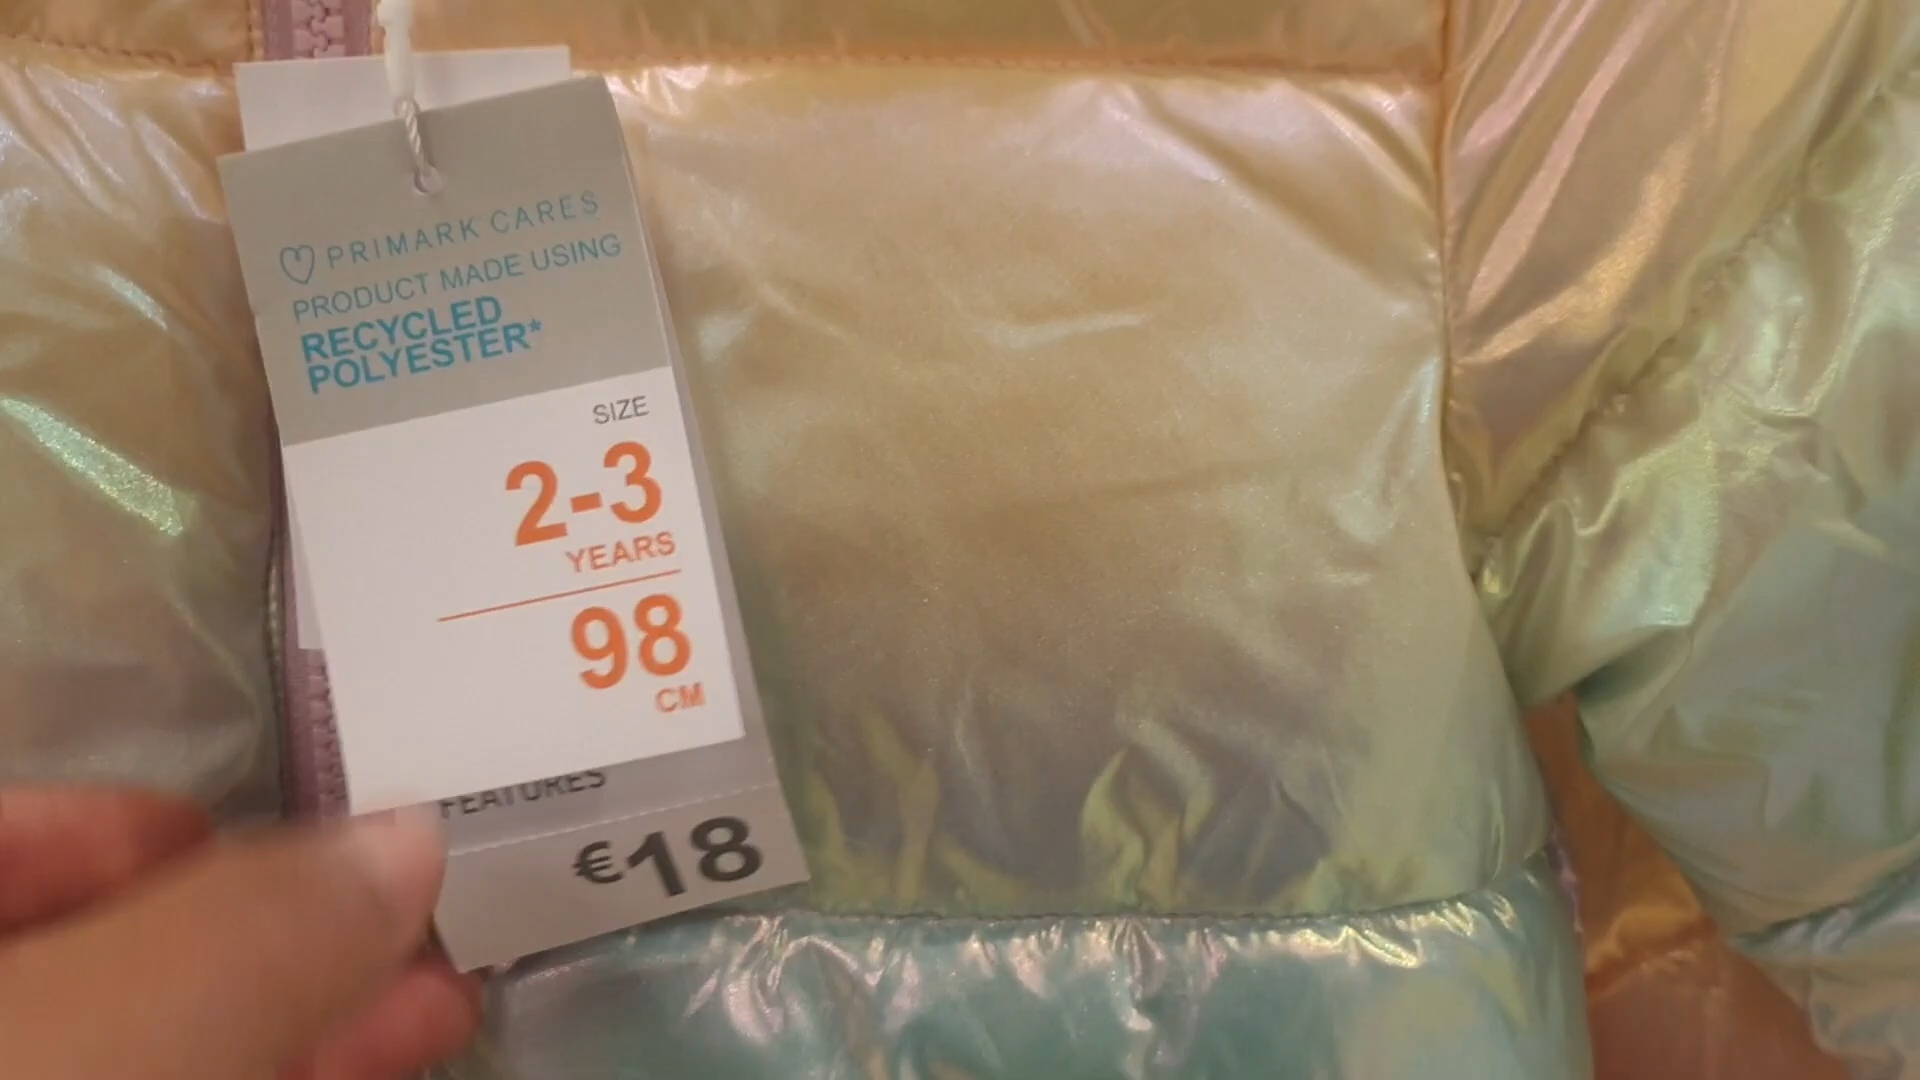 PRIMARK CARES
PRODUCT MADE USING
RECYCLED
POLYESTER*
SIZE
2-3
YEARS
98
CM
FEATURES
€18